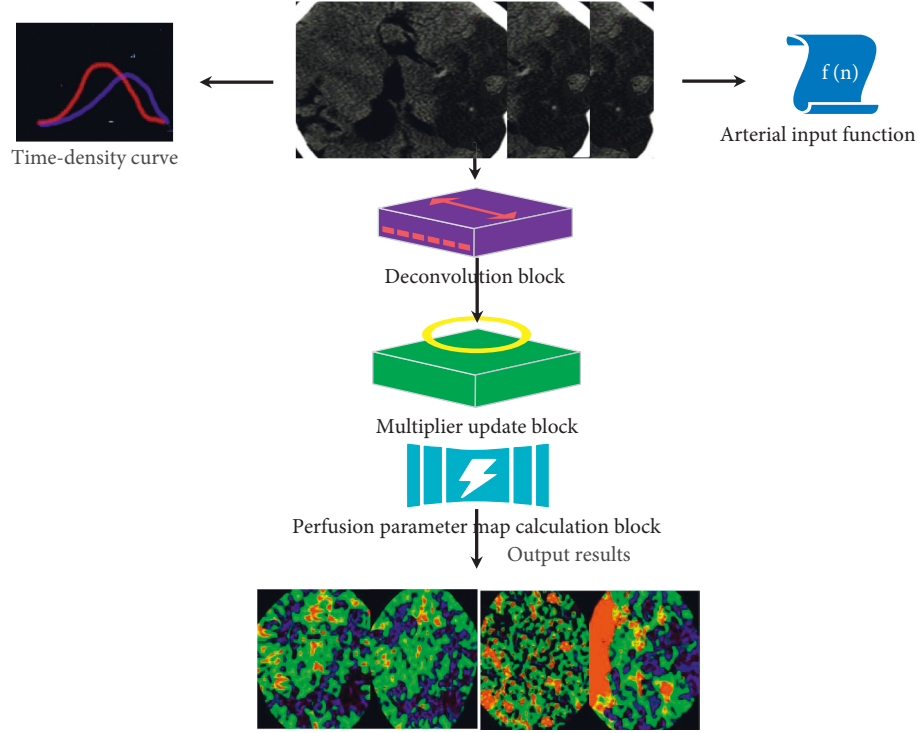 f (n)
Time-density curve
Arterial input function
Deconvolution block
Multiplier update block
Perfusion parameter map calculation block
Output results